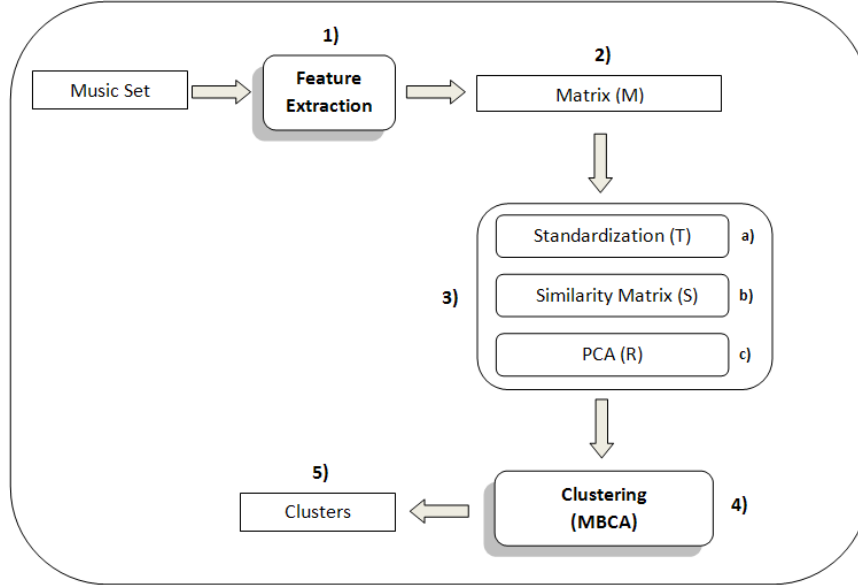 1)
Music Set
Feature
Extraction
2)
Matrix (M)
3)
Standardization (T)
a)
Similarity Matrix (S)
b)
PCA (R)
c)
Clustering
(MBCA)
4)
5)
Clusters